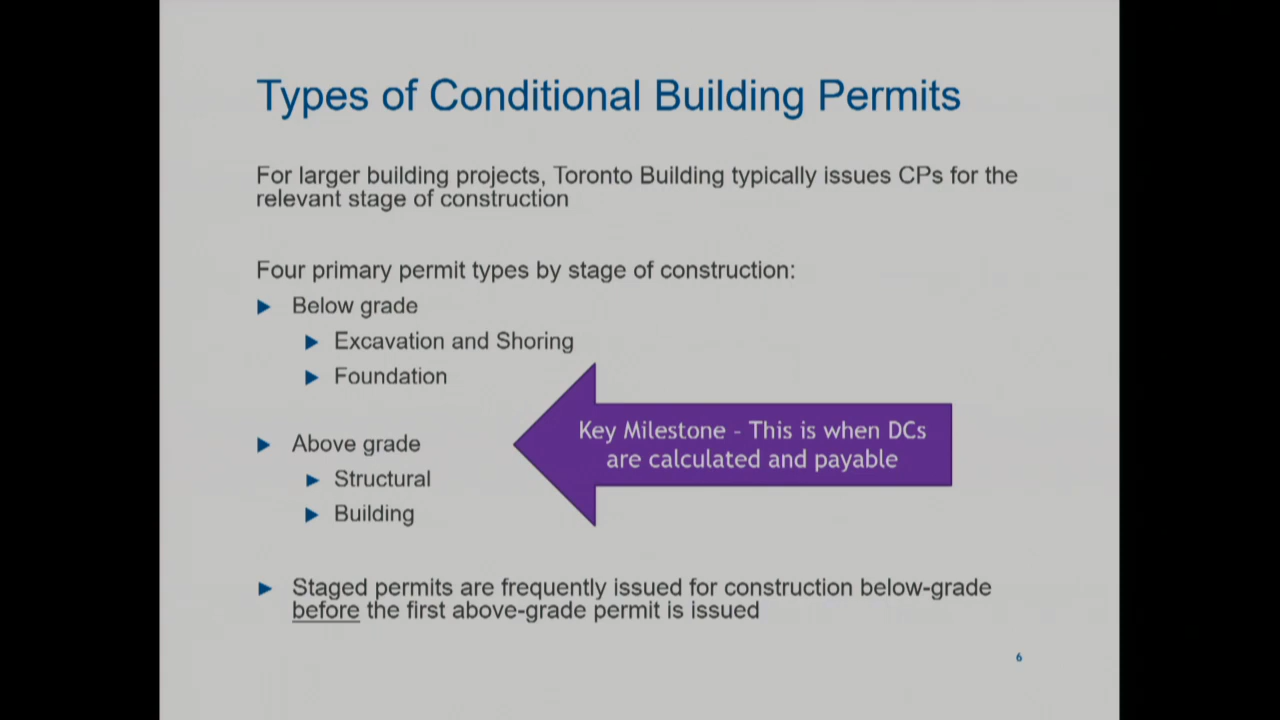 Types of Conditional Building Permits
For larger building projects, Toronto Building typically issues CPs for the
relevant stage of construction
Four primary permit types by stage of construction:
Below grade
Excavation and Shoring
Foundation
Key Milestone - This is when DCs
are calculated and payable
Above grade
Structural
Building
Staged permits are frequently issued for construction below-grade
before the first above-grade permit is issued
6